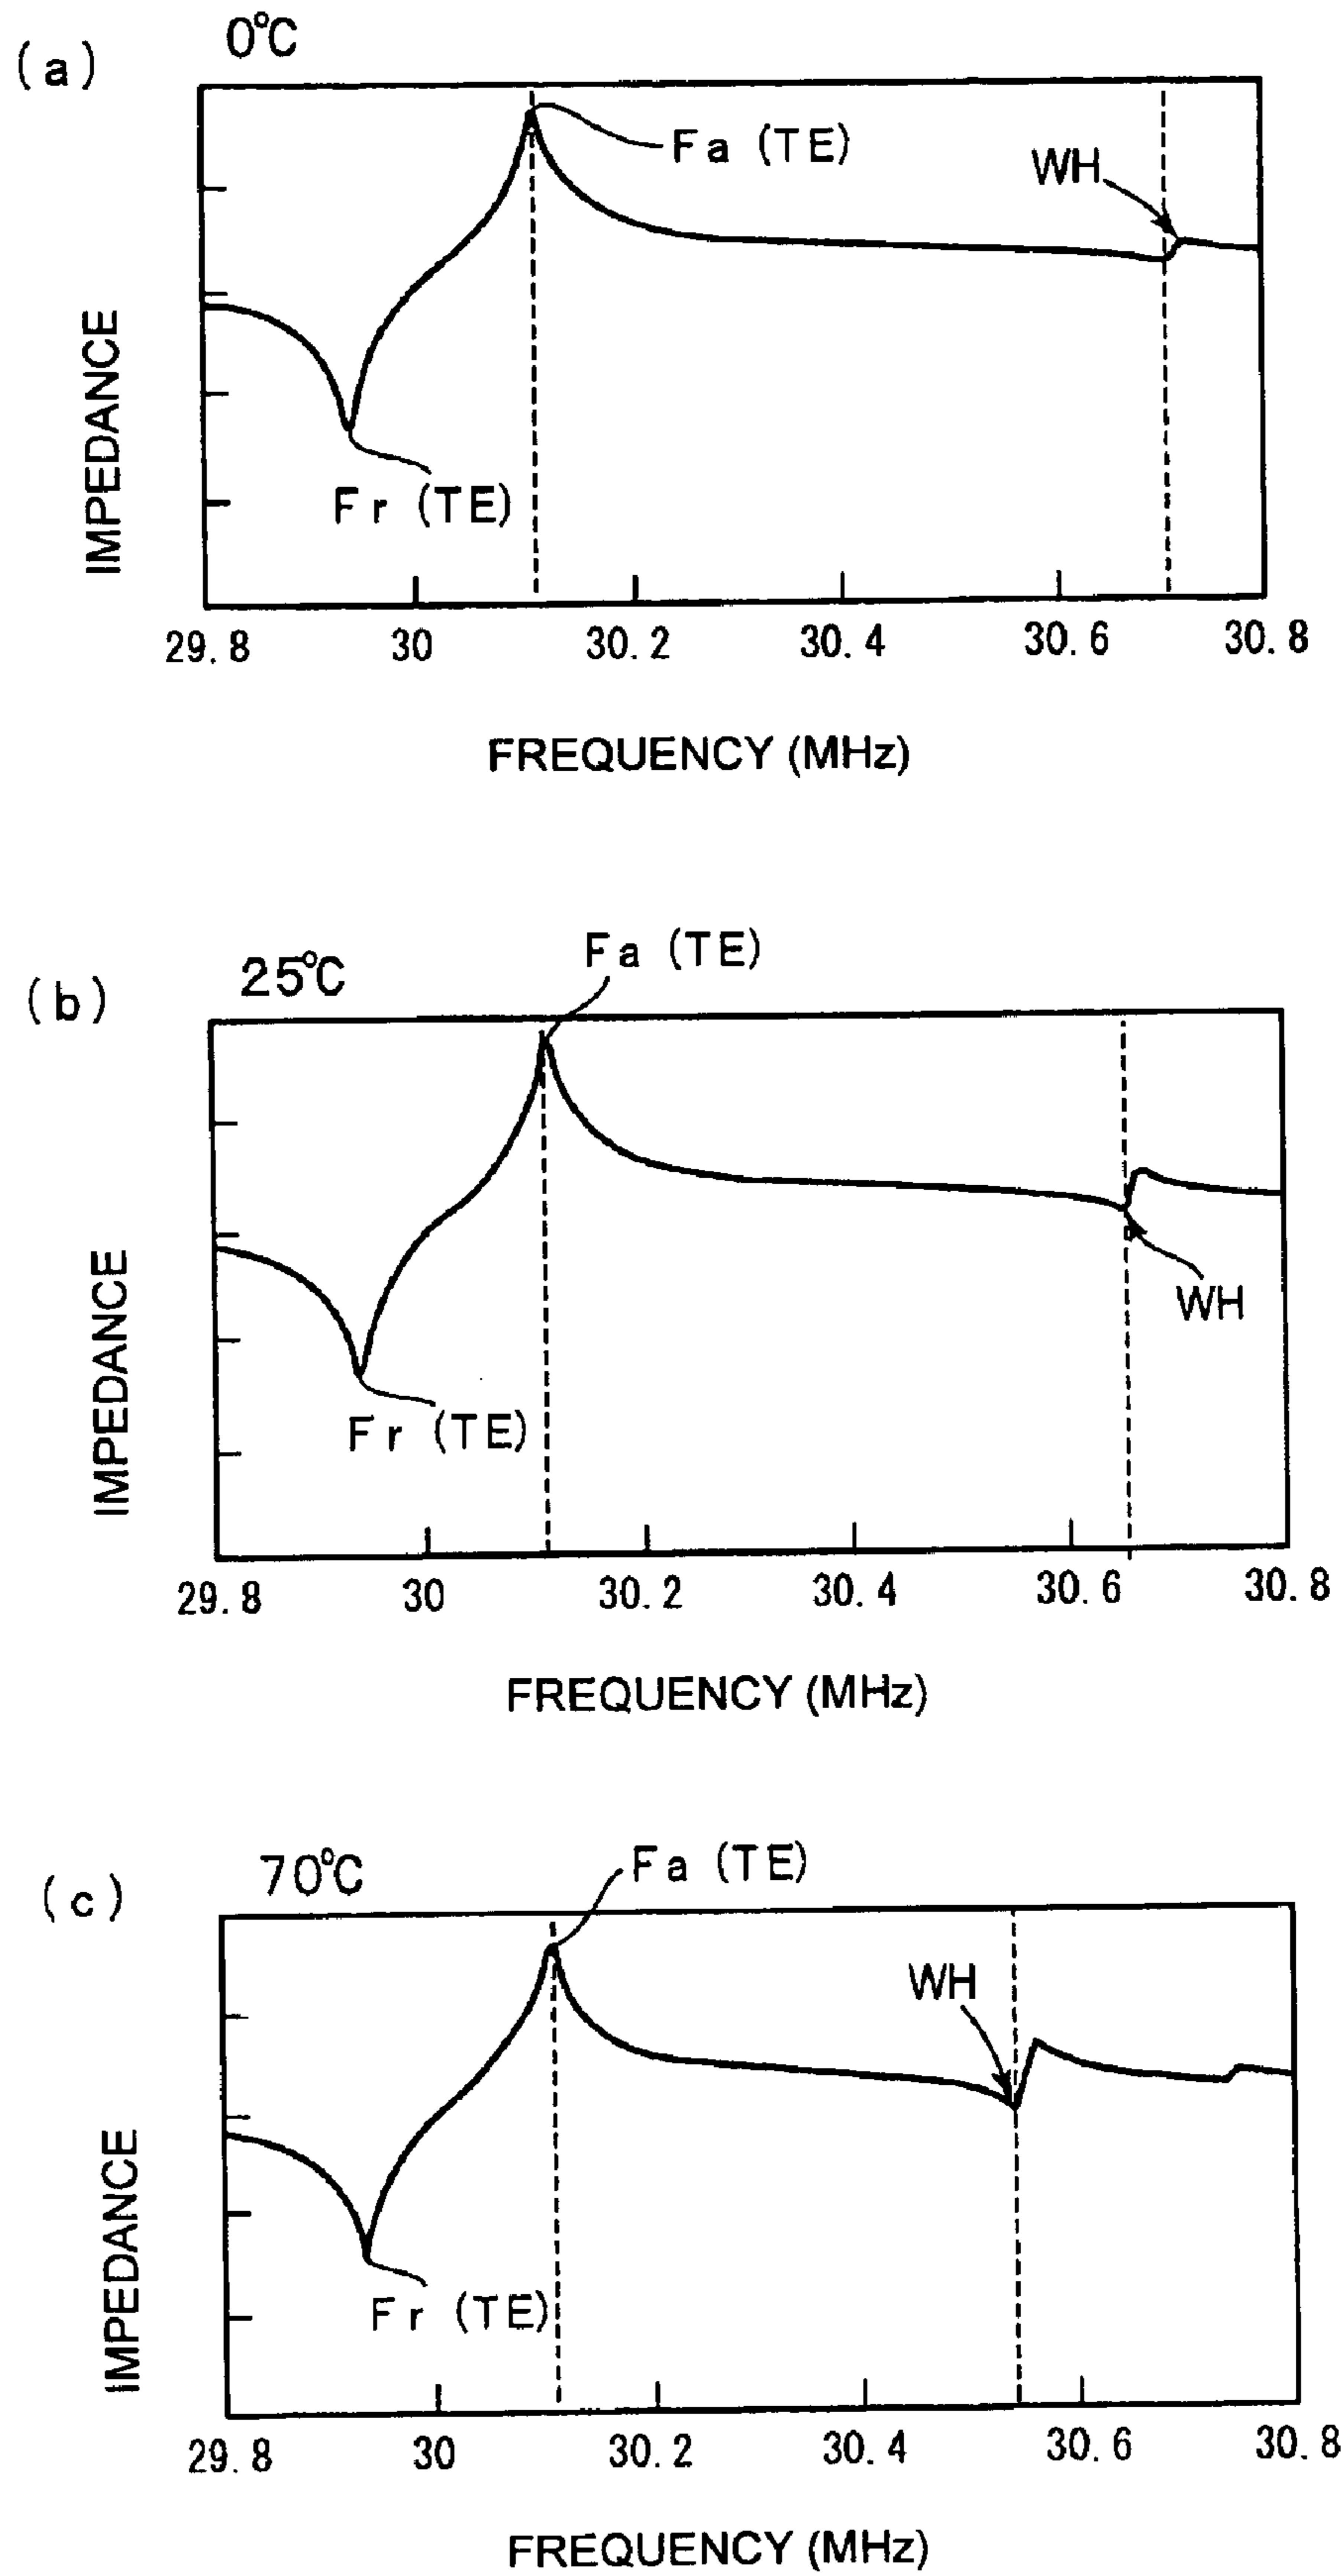 (a)
0°C
Fa (TE)
WH
Fr (TE)
IMPEDANCE
29.8 30 30.2 30.4 30.6 30.8
FREQUENCY (MHz)
(b)
25°C
Fa (TE)
WH
Fr (TE)
IMPEDANCE
29.8 30 30.2 30.4 30.6 30.8
FREQUENCY (MHz)
(c)
70°C
Fa (TE)
WH
Fr (TE)
IMPEDANCE
29.8 30 30.2 30.4 30.6 30.8
FREQUENCY (MHz)